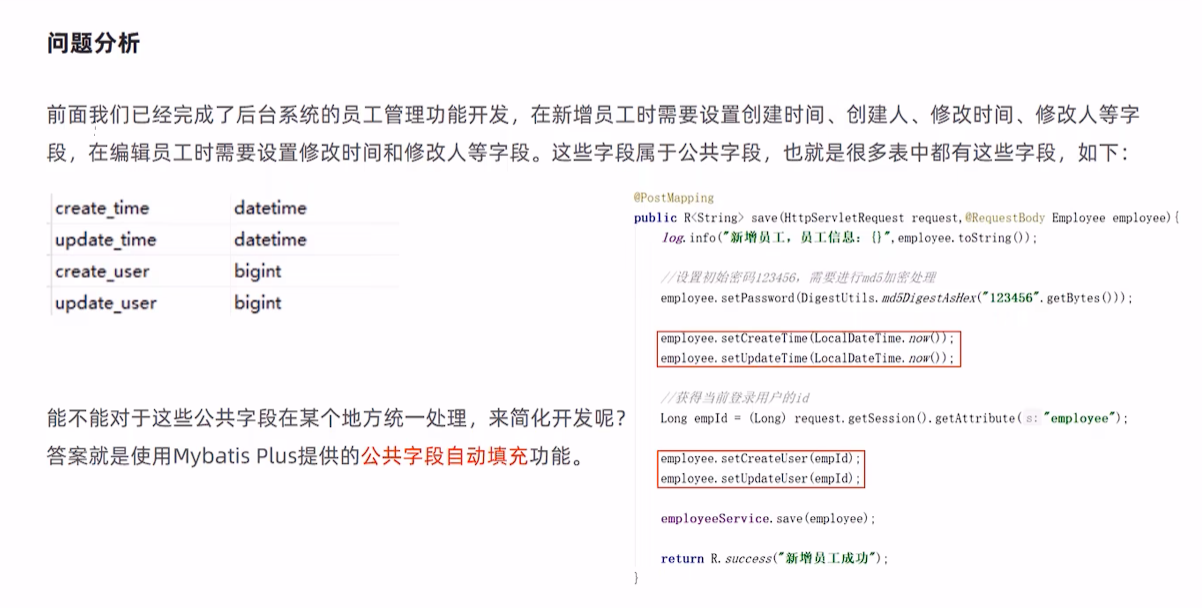 问题分析
前面我们已经完成了后台系统的员工管理功能开发，在新增员工时需要设置创建时间、创建人、修改时间、修改人等字
段，在编辑员工时需要设置修改时间和修改人等字段。这些字段属于公共字段，也就是很多表中都有这些字段，如下：
create_time datetime
update_time datetime
create_user bigint
update_user bigint
能不能对于这些公共字段在某个地方统一处理，来简化开发呢？
答案就是使用Mybatis Plus提供的公共字段自动填充功能。
@PostMapping
public R<String> save(HttpServletRequest request,@RequestBody Employee employee){
log.info("新增员工，员工信息：{}",employee.toString());
//设置初始密码123456，需要进行md5加密处理
employee.setPassword(DigestUtils.md5DigestAsHex("123456".getBytes()));
employee.setCreateTime(LocalDateTime.now());
employee.setUpdateTime(LocalDateTime.now());
//获得当前登录用户的id
Long empId = (Long) request.getSession().getAttribute( s: "employee");
employee.setCreateUser(empId);
employee.setUpdateUser(empId);
employeeService.save(employee);
return R.success("新增员工成功");
}